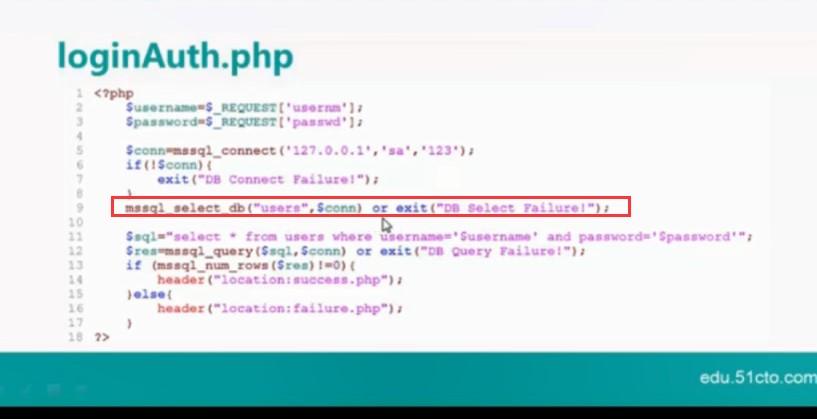 loginAuth.php
1 <?php
2 $username=$_REQUEST['usernm'];
3 $password=$_REQUEST['passwd'];
4
5 $conn=mssql_connect('127.0.0.1','sa','123');
6 if(!$conn){
7 exit("DB Connect Failure!");
8 }
9 mssql_select_db("users",$conn) or exit("DB Select Failure!");
10
11 $sql="select * from users where username='$username' and password='$password'";
12 $res=mssql_query($sql,$conn) or exit("DB Query Failure!");
13 if (mssql_num_rows($res)!=0){
14 header("location:success.php");
15 }else{
16 header("location:failure.php");
17 }
18 ?>
edu.51cto.com